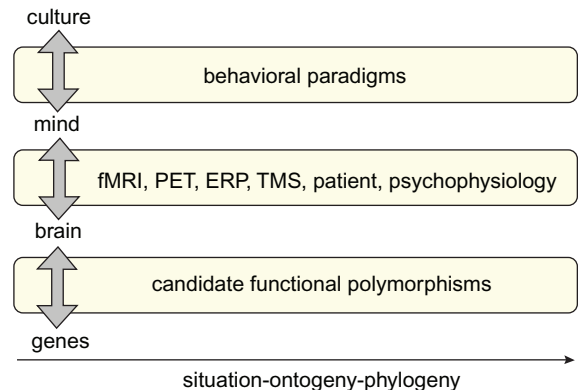 culture
behavioral paradigms
mind
fMRI, PET, ERP, TMS, patient, psychophysiology
brain
candidate functional polymorphisms
genes
situation-ontogeny-phylogeny